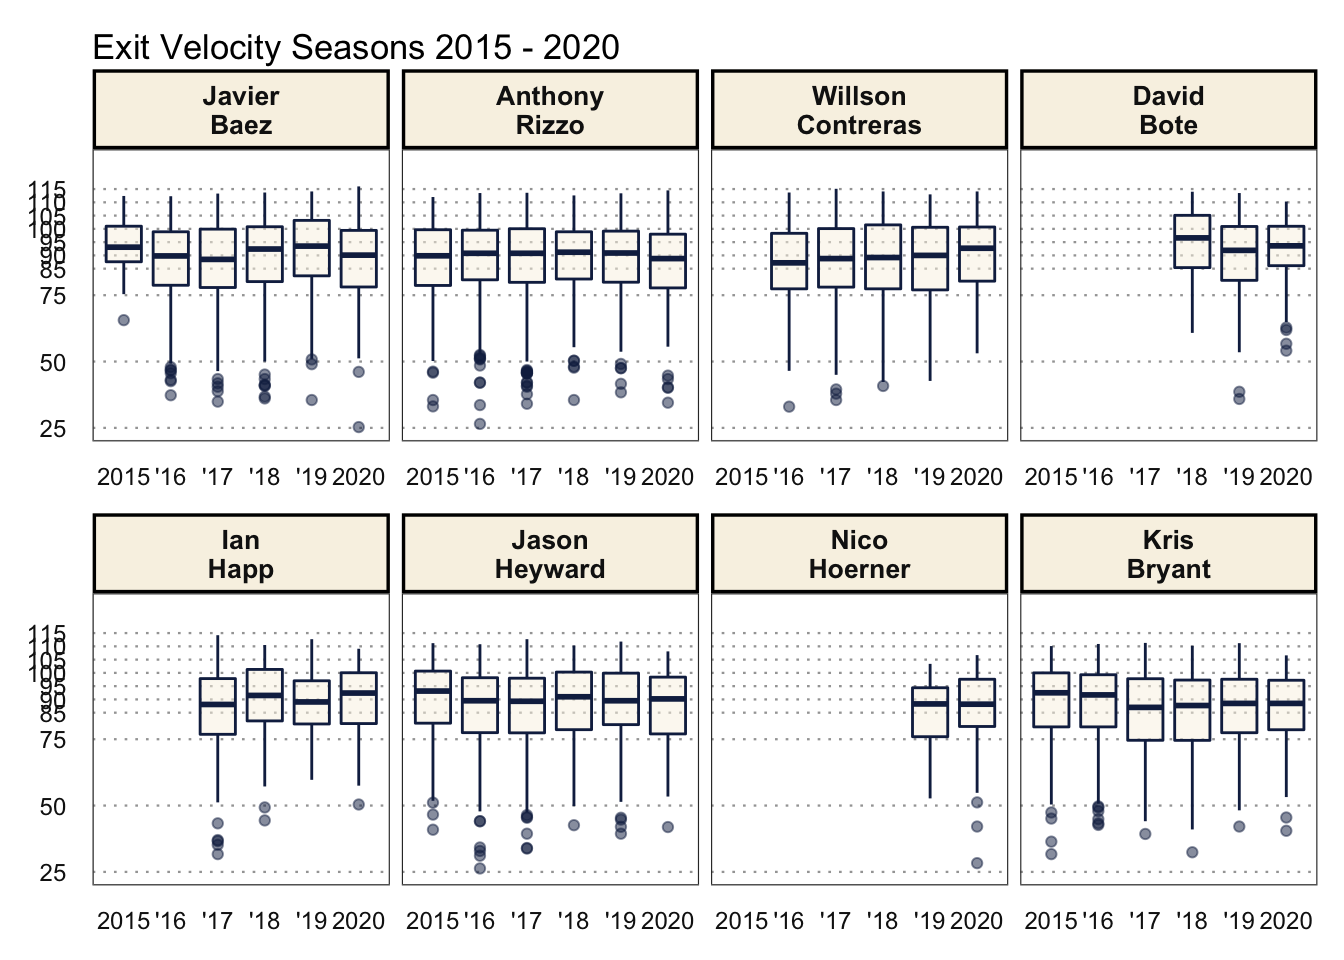 Exit Velocity Seasons 2015 - 2020
Javier
Baez
Anthony
Rizzo
Willson
Contreras
David
Bote
115
110
105
100
95
90
85
75
50
25
2015 '16 '17 '18 '19 2020
2015 '16 '17 '18 '19 2020
2015 '16 '17 '18 '19 2020
2015 '16 '17 '18 '19 2020
Ian
Happ
Jason
Heyward
Nico
Hoerner
Kris
Bryant
115
110
105
100
95
90
85
75
50
25
2015 '16 '17 '18 '19 2020
2015 '16 '17 '18 '19 2020
2015 '16 '17 '18 '19 2020
2015 '16 '17 '18 '19 2020